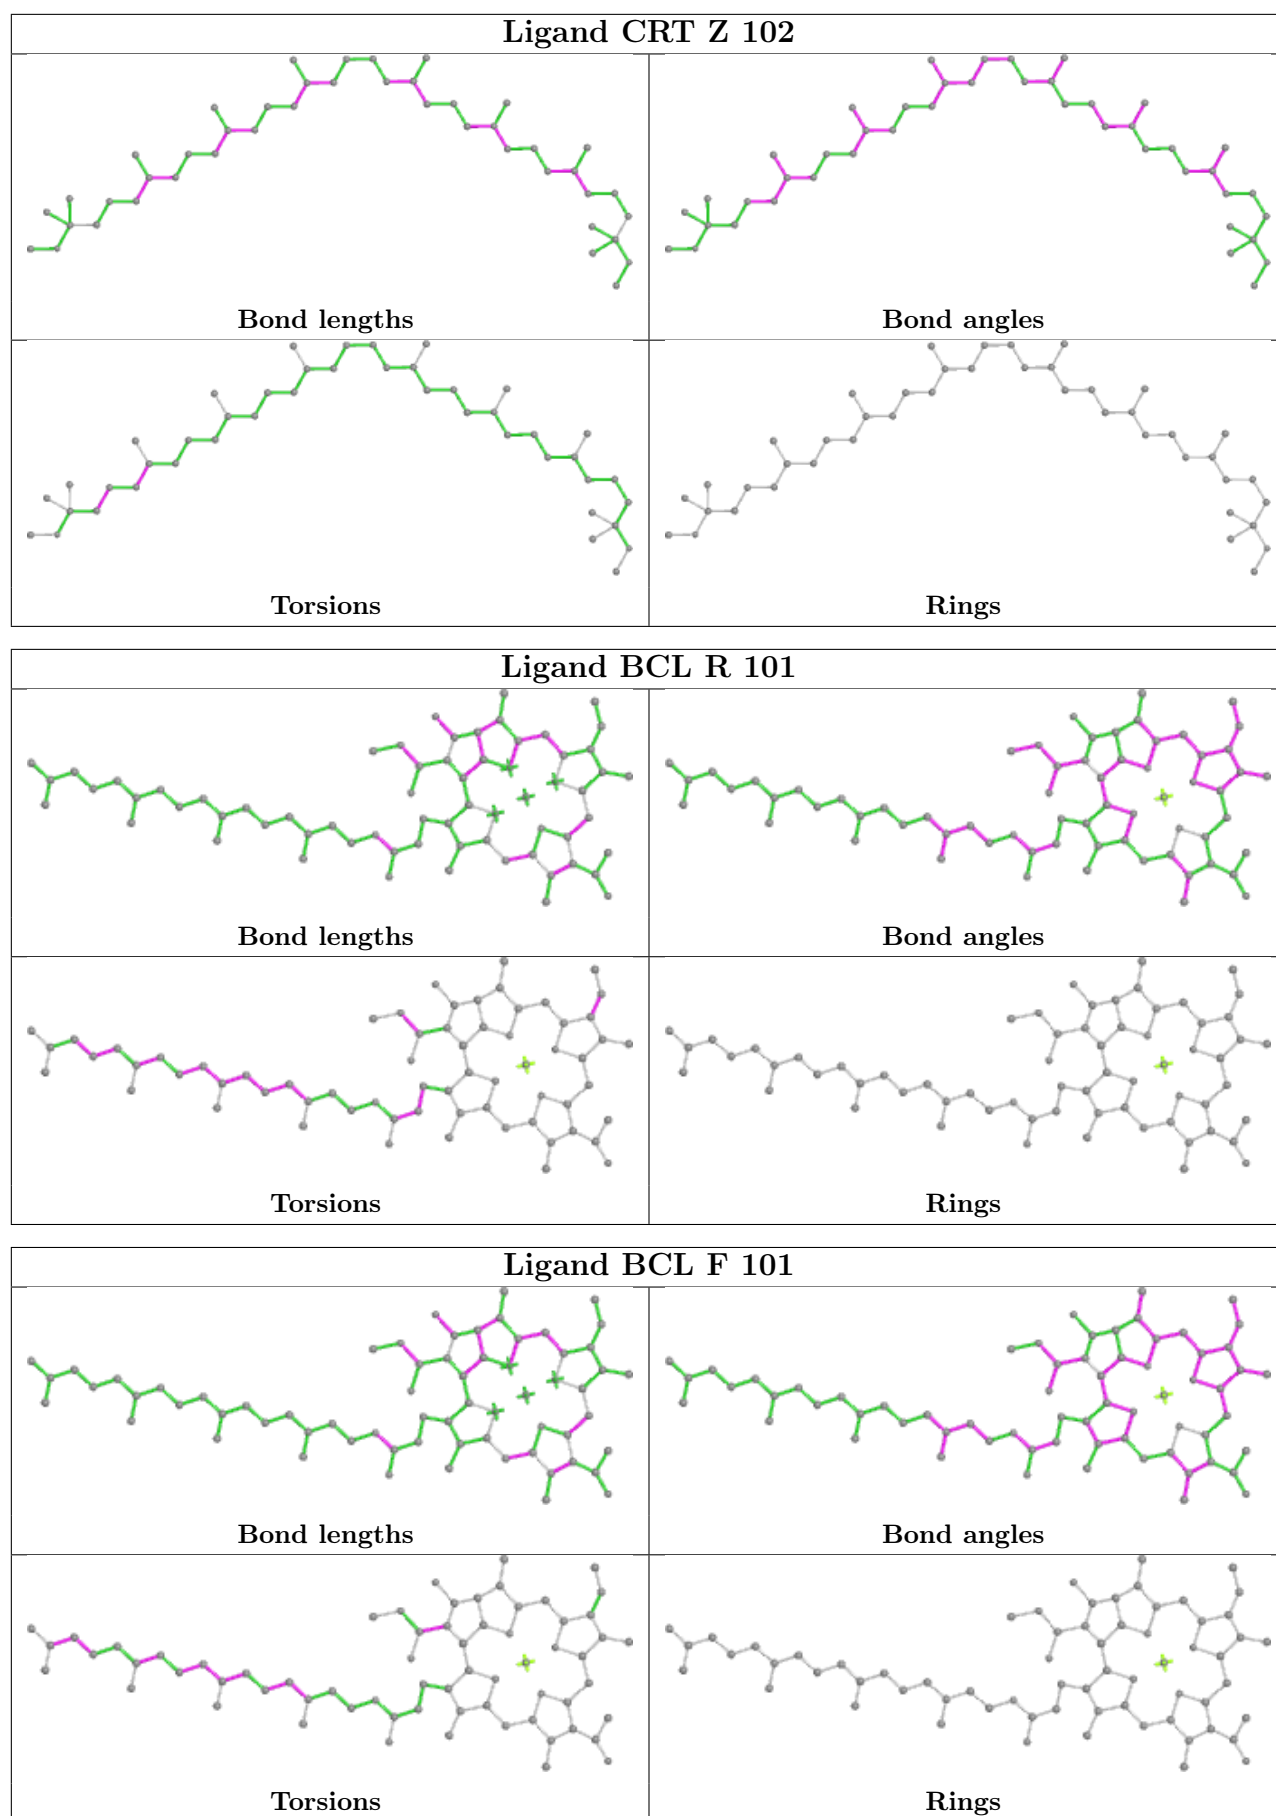 Ligand CRT Z 102
Bond lengths
Bond angles
Torsions
Rings
Ligand BCL R 101
Bond lengths
Bond angles
Torsions
Rings
Ligand BCL F 101
Bond lengths
Bond angles
Torsions
Rings